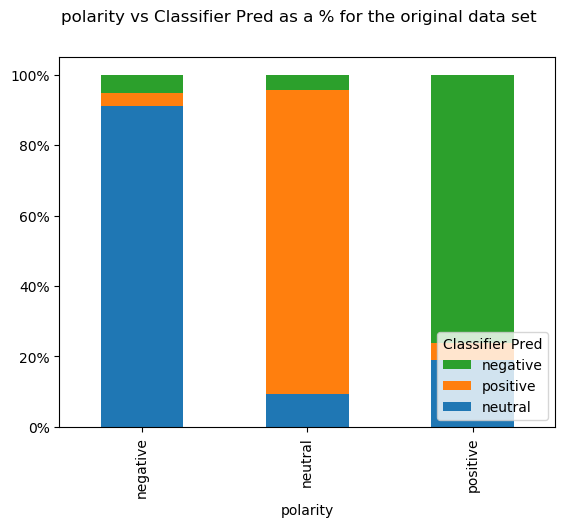 polarity vs Classifier Pred as a % for the original data set
100%
80%
60%
40%
20%
0%
Classifier Pred
negative
positive
neutral
negative
neutral
positive
polarity